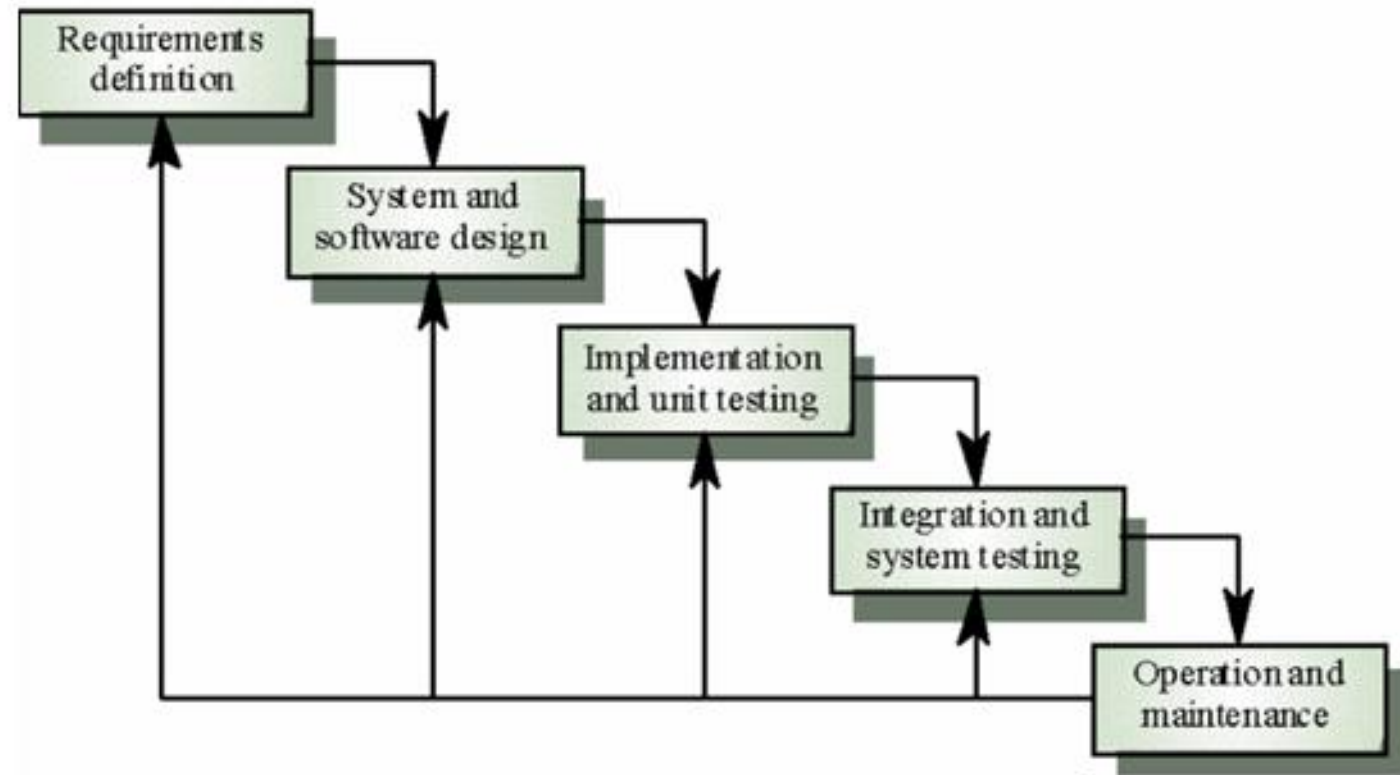 Requirements
definition
System and
software design
Implementation
and unit testing
Integration and
system testing
Operation and
maintenance